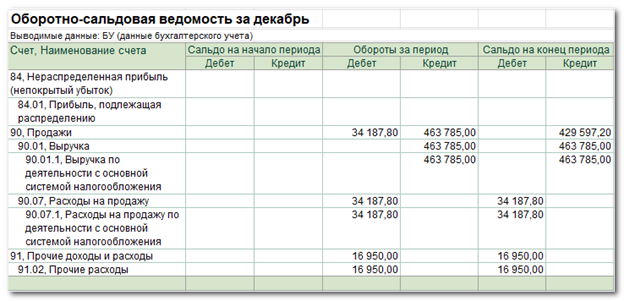 Оборотно-сальдовая ведомость за декабрь
Выводимые данные: БУ (данные бухгалтерского учета)
Счет, Наименование счета Сальдо на начало периода Обороты за период Сальдо на конец периода
Дебет Кредит Дебет Кредит Дебет Кредит
84, Нераспределенная прибыль
(непокрытый убыток)
84.01, Прибыль, подлежащая
распределению
90, Продажи 34 187,80 463 785,00 429 597,20
90.01, Выручка 463 785,00 463 785,00
90.01.1, Выручка по 463 785,00 463 785,00
деятельности с основной
системой налогообложения
90.07, Расходы на продажу 34 187,80 34 187,80
90.07.1, Расходы на продажу по 34 187,80 34 187,80
деятельности с основной
системой налогообложения
91, Прочие доходы и расходы 16 950,00 16 950,00
91.02, Прочие расходы 16 950,00 16 950,00